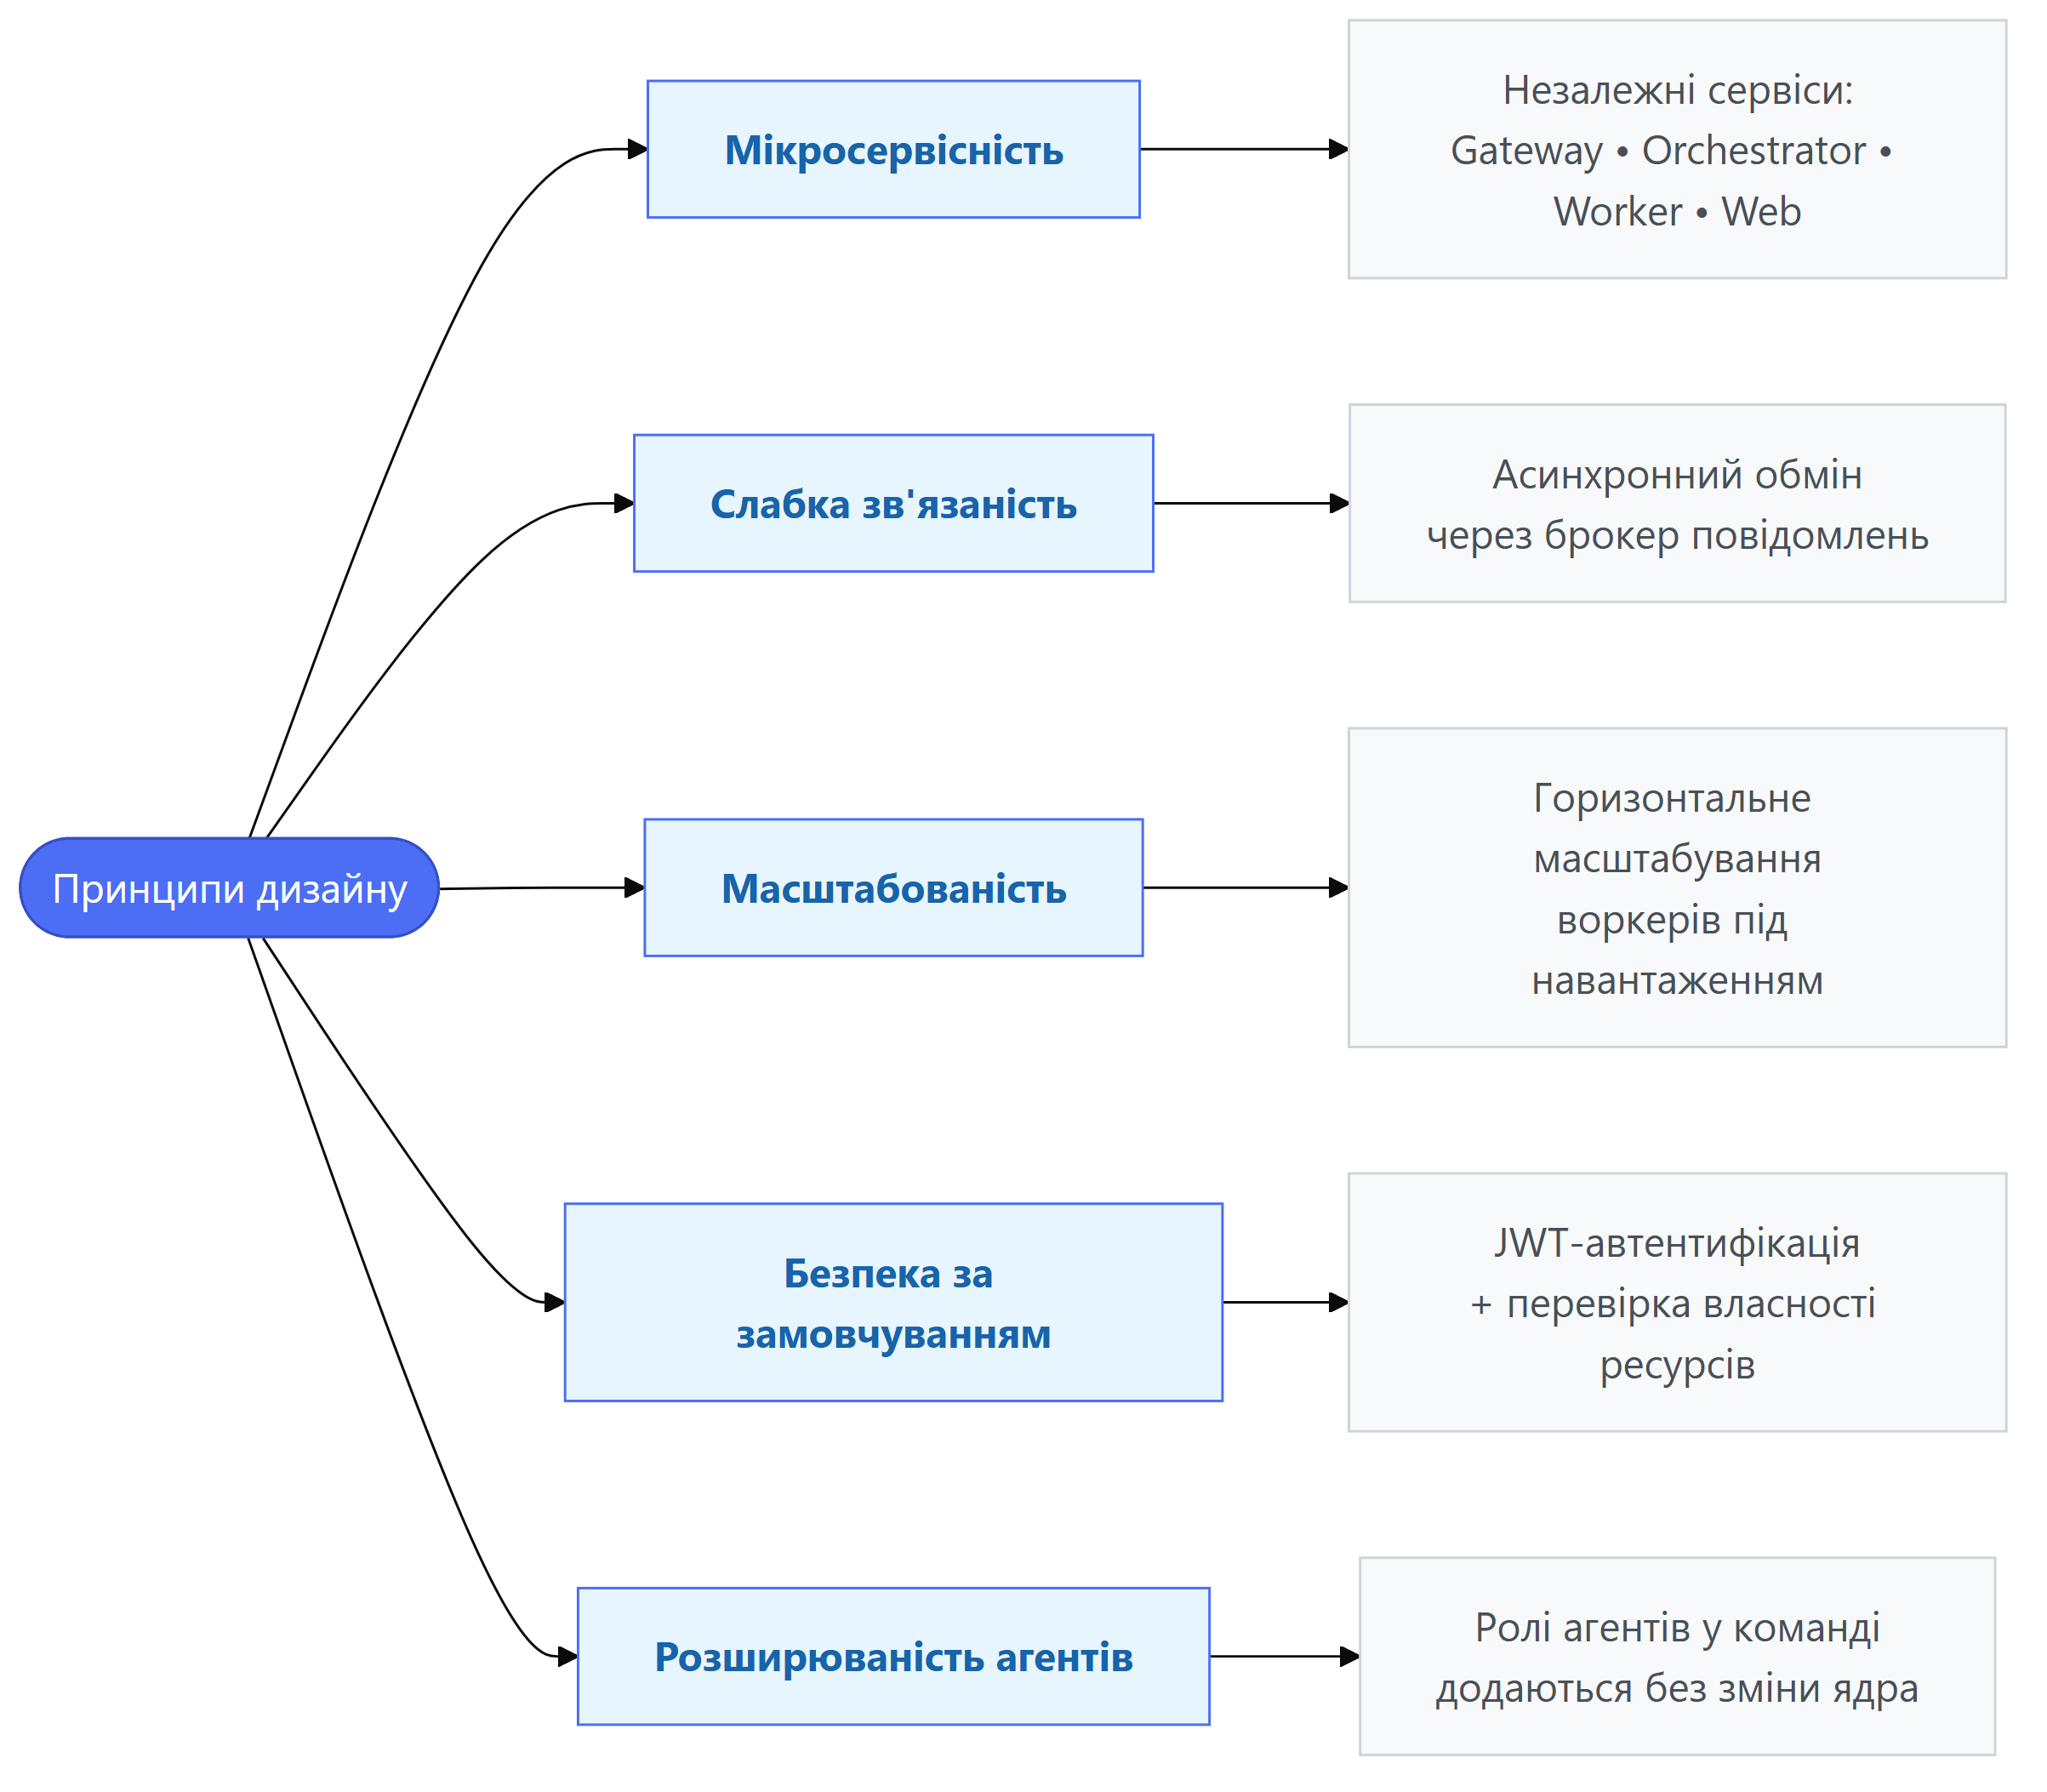 Принципи дизайну
Мікросервісність
Незалежні сервіси:
Gateway • Orchestrator •
Worker • Web
Слабка зв'язаність
Асинхронний обмін
через брокер повідомлень
Масштабованість
Горизонтальне
масштабування
воркерів під
навантаженням
Безпека за
замовчуванням
JWT-автентифікація
+ перевірка власності
ресурсів
Розширюваність агентів
Ролі агентів у команді
додаються без зміни ядра